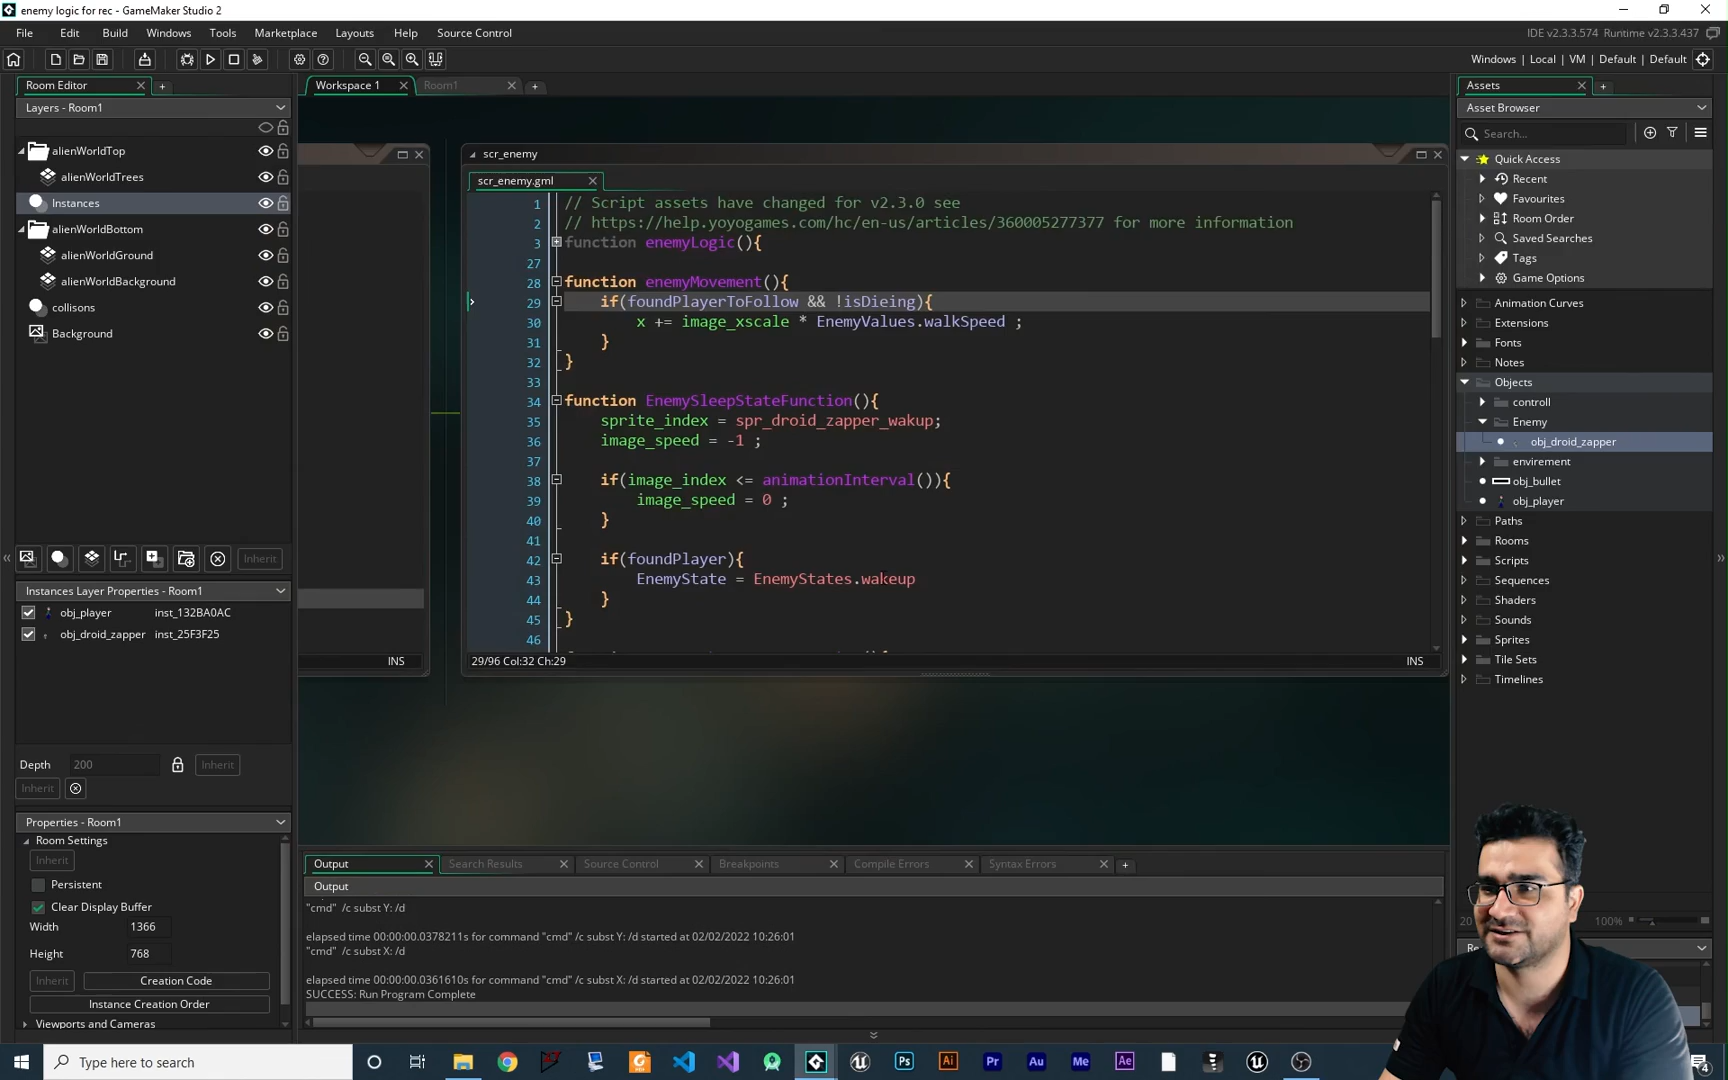 enemy logic for rec - GameMaker Studio 2
File Edit Build Windows Tools Marketplace Layouts Help Source Control
IDE v2.3.3.574 Runtime v2.3.3.437
Windows | Local | VM | Default | Default
Room Editor
Layers - Room1
alienWorldTop
alienWorldTrees
Instances
alienWorldBottom
alienWorldGround
alienWorldBackground
collisons
Background
Inherit
Instances Layer Properties - Room1
obj_player inst_132BA0AC
obj_droid_zapper inst_25F3F25
Depth 200 Inherit
Inherit
Properties - Room1
Room Settings
Inherit
Persistent
Clear Display Buffer
Width 1366
Height 768
Inherit Creation Code
Instance Creation Order
Viewports and Cameras
Workspace 1 Room1
INS
scr_enemy
scr_enemy.gml
1 // Script assets have changed for v2.3.0 see
2 // https://help.yoyogames.com/hc/en-us/articles/360005277377 for more information
3 function enemyLogic(){
27
28 function enemyMovement(){
29 if(foundPlayerToFollow && !isDieing){
30 x += image_xscale * EnemyValues.walkSpeed ;
31 }
32 }
33
34 function EnemySleepStateFunction(){
35 sprite_index = spr_droid_zapper_wakup;
36 image_speed = -1 ;
37
38 if(image_index <= animationInterval()){
39 image_speed = 0 ;
40 }
41
42 if(foundPlayer){
43 EnemyState = EnemyStates.wakeup
44 }
45 }
46
29/96 Col:32 Ch:29 INS
Output Search Results Source Control Breakpoints Compile Errors Syntax Errors
Output
"cmd" /c subst Y: /d
elapsed time 00:00:00.0378211s for command "cmd" /c subst Y: /d started at 02/02/2022 10:26:01
"cmd" /c subst X: /d
elapsed time 00:00:00.0361610s for command "cmd" /c subst X: /d started at 02/02/2022 10:26:01
SUCCESS: Run Program Complete
Assets
Asset Browser
Search...
Quick Access
Recent
Favourites
Room Order
Saved Searches
Tags
Game Options
Animation Curves
Extensions
Fonts
Notes
Objects
controll
Enemy
obj_droid_zapper
envirement
obj_bullet
obj_player
Paths
Rooms
Scripts
Sequences
Shaders
Sounds
Sprites
Tile Sets
Timelines
20
100%
Type here to search
Ps Ai Pr Au Me Ae
4